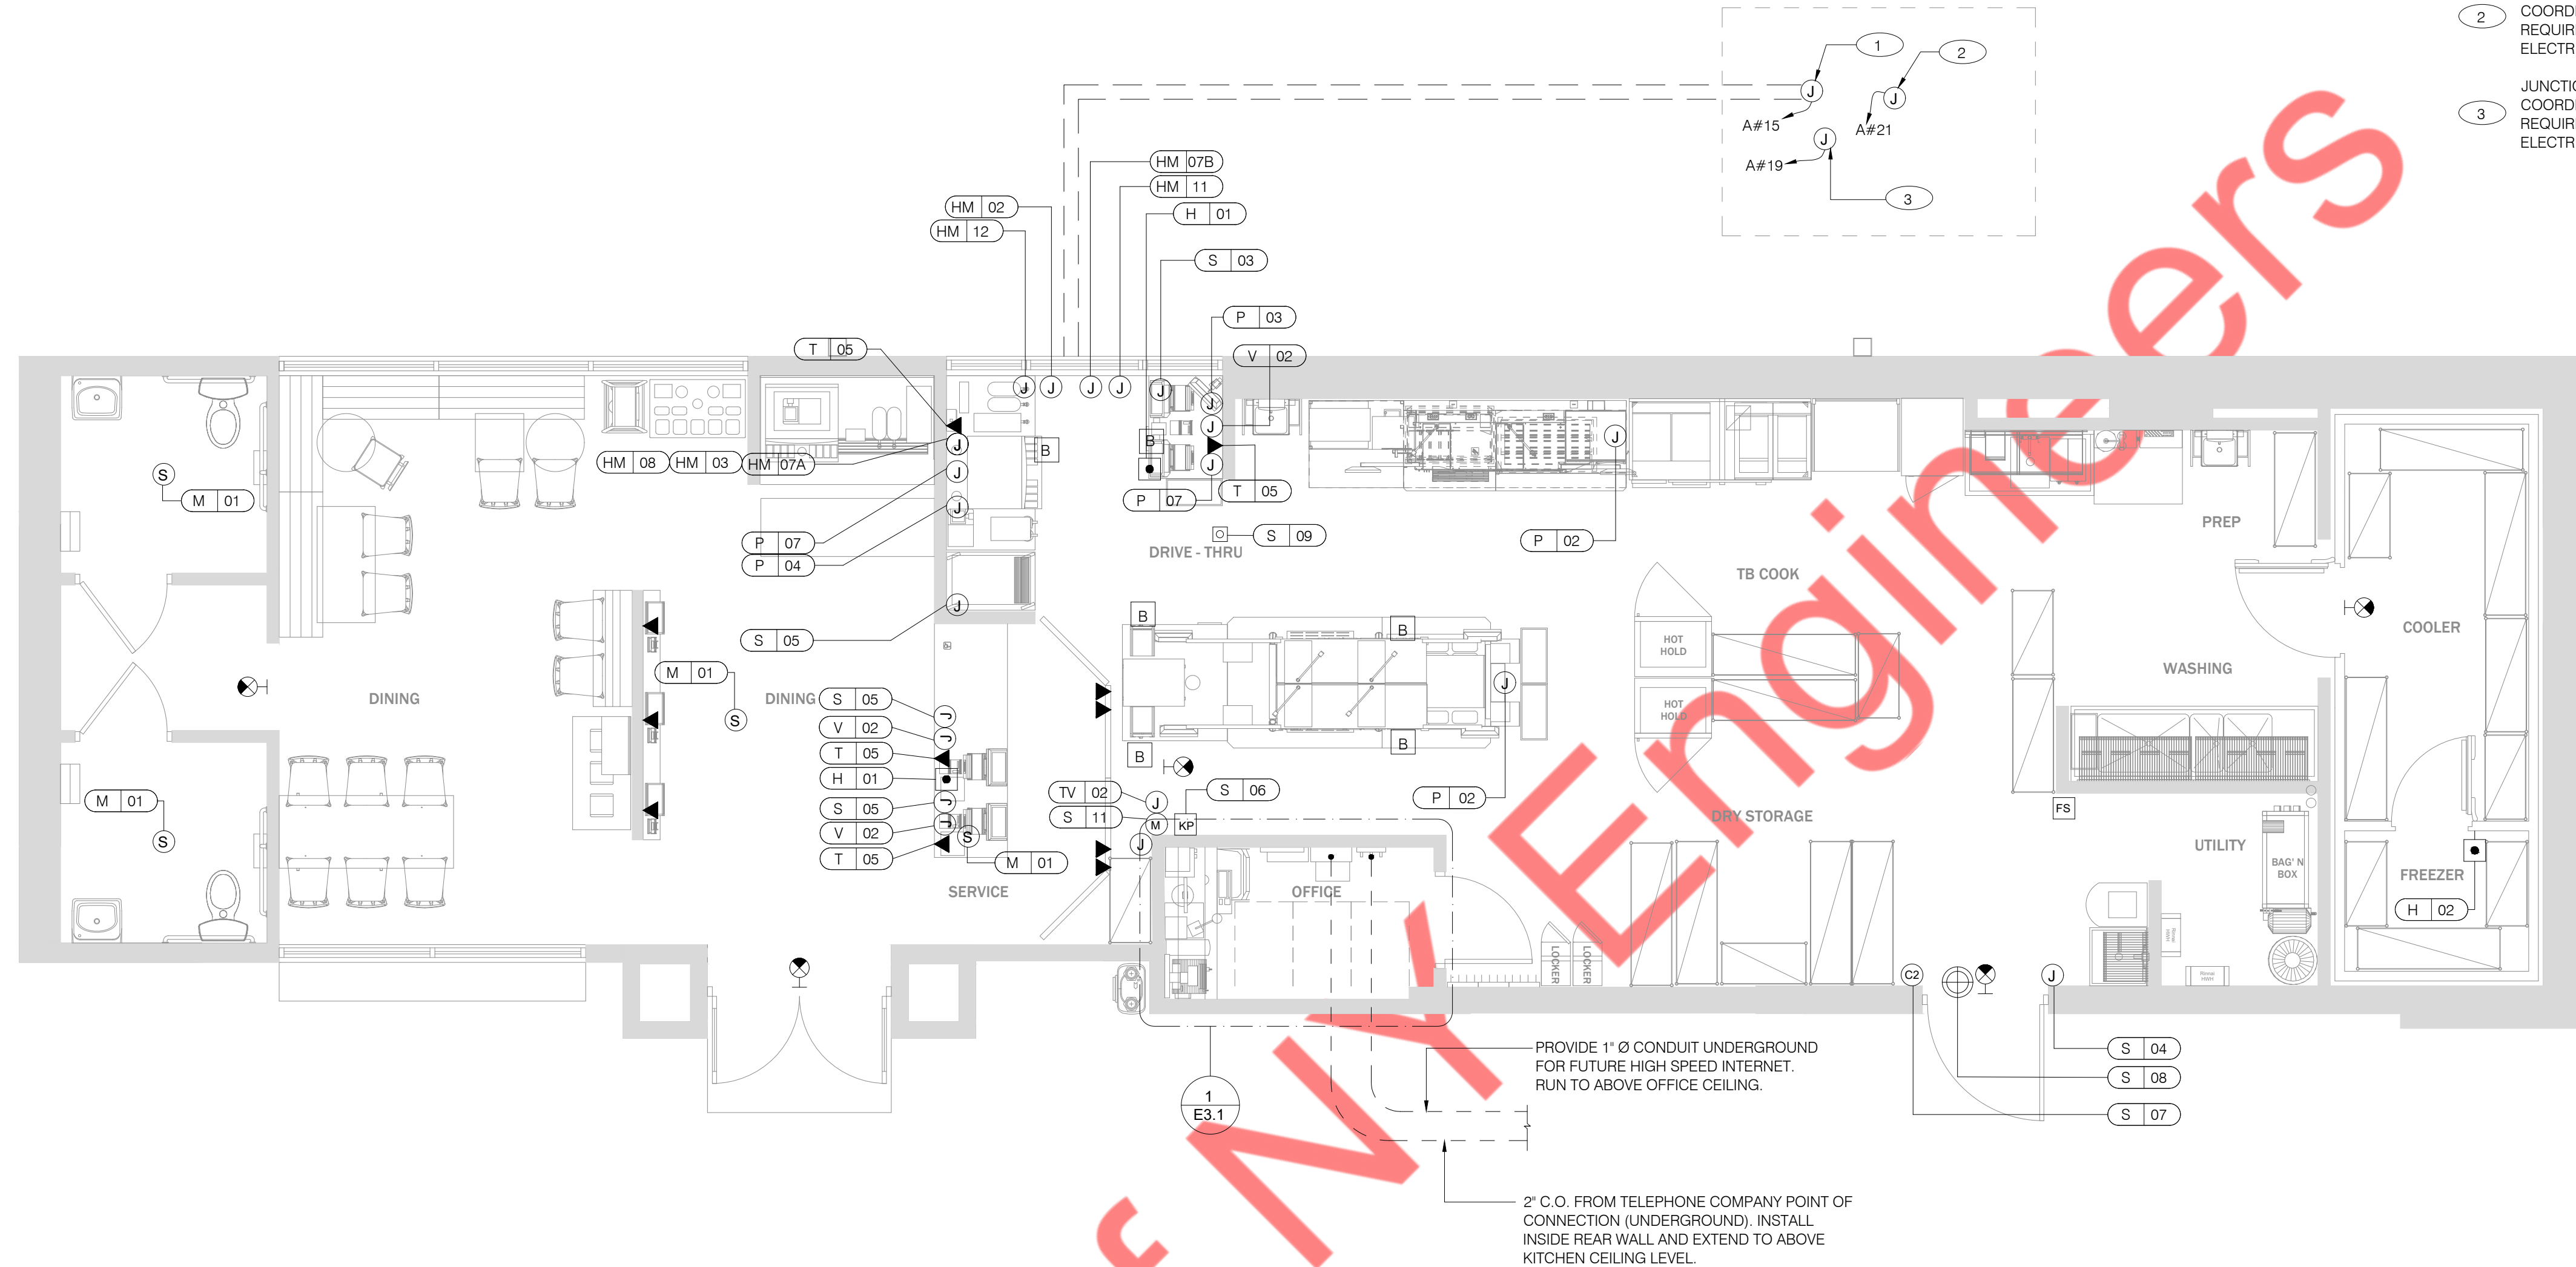 2
COORD
REQUIR
ELECTR
JUNCTIO
3
COORDI
REQUIR
ELECTR
1
2
J
J
A#15
A#21
J
A#19
3
HM 07B
HM 11
HM 02
H 01
HM 12
S 03
P 03
T 05
V 02
J J J J J
J
J
J
J
J
B
B
HM 08
HM 03
HM 07A
J
J
S
M 01
P 07
T 05
J
S 09
P 07
P 02
PREP
DRIVE - THRU
P 04
TB COOK
J
B
B
COOLER
S 05
HOT
HOLD
WASHING
M 01
DINING
DINING
S 05
J
J
HOT
HOLD
S
V 02
J
B
B
T 05
H 01
TV 02
S 06
P 02
M 01
S 05
J
J
S 11
M
KP
FS
DRY STORAGE
V 02
J
S
J
S
T 05
M 01
UTILITY
BAG' N
BOX
FREEZER
SERVICE
OFFICE
H 02
LOCKER
LOCKER
Rinnai
HWH
Rinnai
HWH
C2
J
PROVIDE 1" Ø CONDUIT UNDERGROUND
FOR FUTURE HIGH SPEED INTERNET.
RUN TO ABOVE OFFICE CEILING.
S 04
S 08
1
E3.1
S 07
2" C.O. FROM TELEPHONE COMPANY POINT OF
CONNECTION (UNDERGROUND). INSTALL
INSIDE REAR WALL AND EXTEND TO ABOVE
KITCHEN CEILING LEVEL.
f NY Engineers